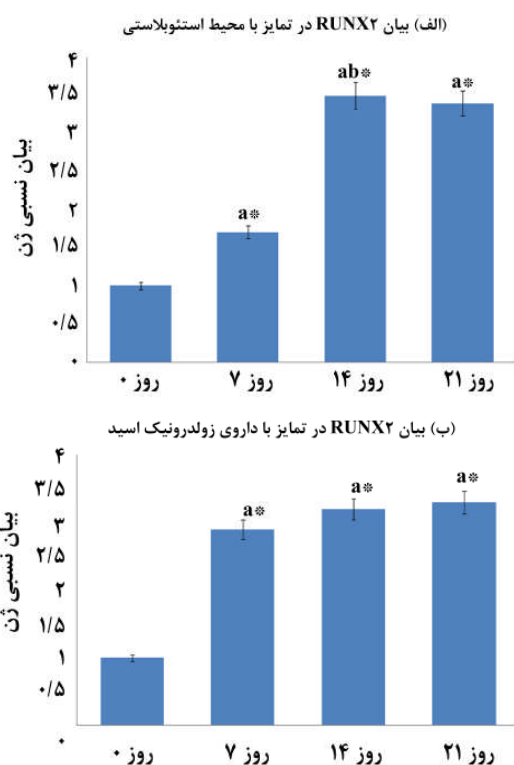 (الف) بیان RUNX۲ در تمایز با محیط استئوبلاستی
بیان نسبی ژن
۴
۳/۵
۳
۲/۵
۲
۱/۵
۱
۰/۵
۰
a*
ab*
a*
روز ۰
روز ۷
روز ۱۴
روز ۲۱
(ب) بیان RUNX۲ در تمایز با داروی زولدرونیک اسید
بیان نسبی ژن
۴
۳/۵
۳
۲/۵
۲
۱/۵
۱
۰/۵
۰
a*
a*
a*
روز ۰
روز ۷
روز ۱۴
روز ۲۱